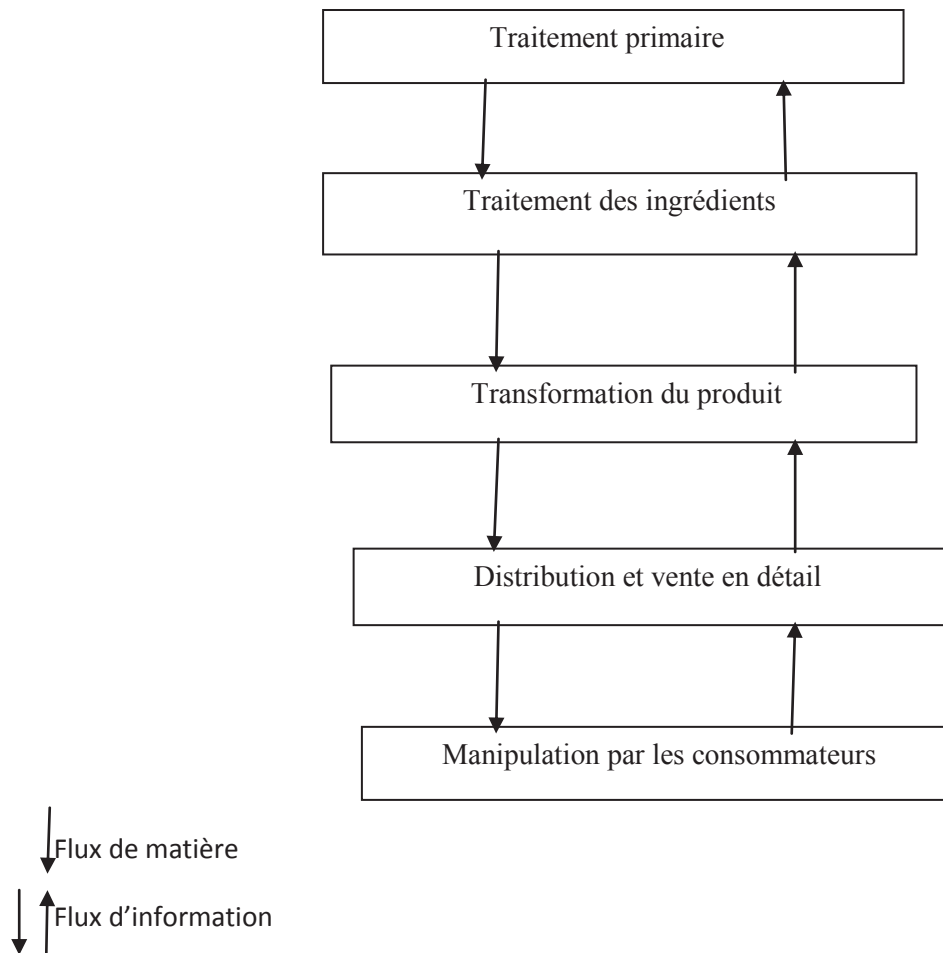 Traitement primaire
Traitement des ingrédients
Transformation du produit
Distribution et vente en détail
Manipulation par les consommateurs
Flux de matière
Flux d’information